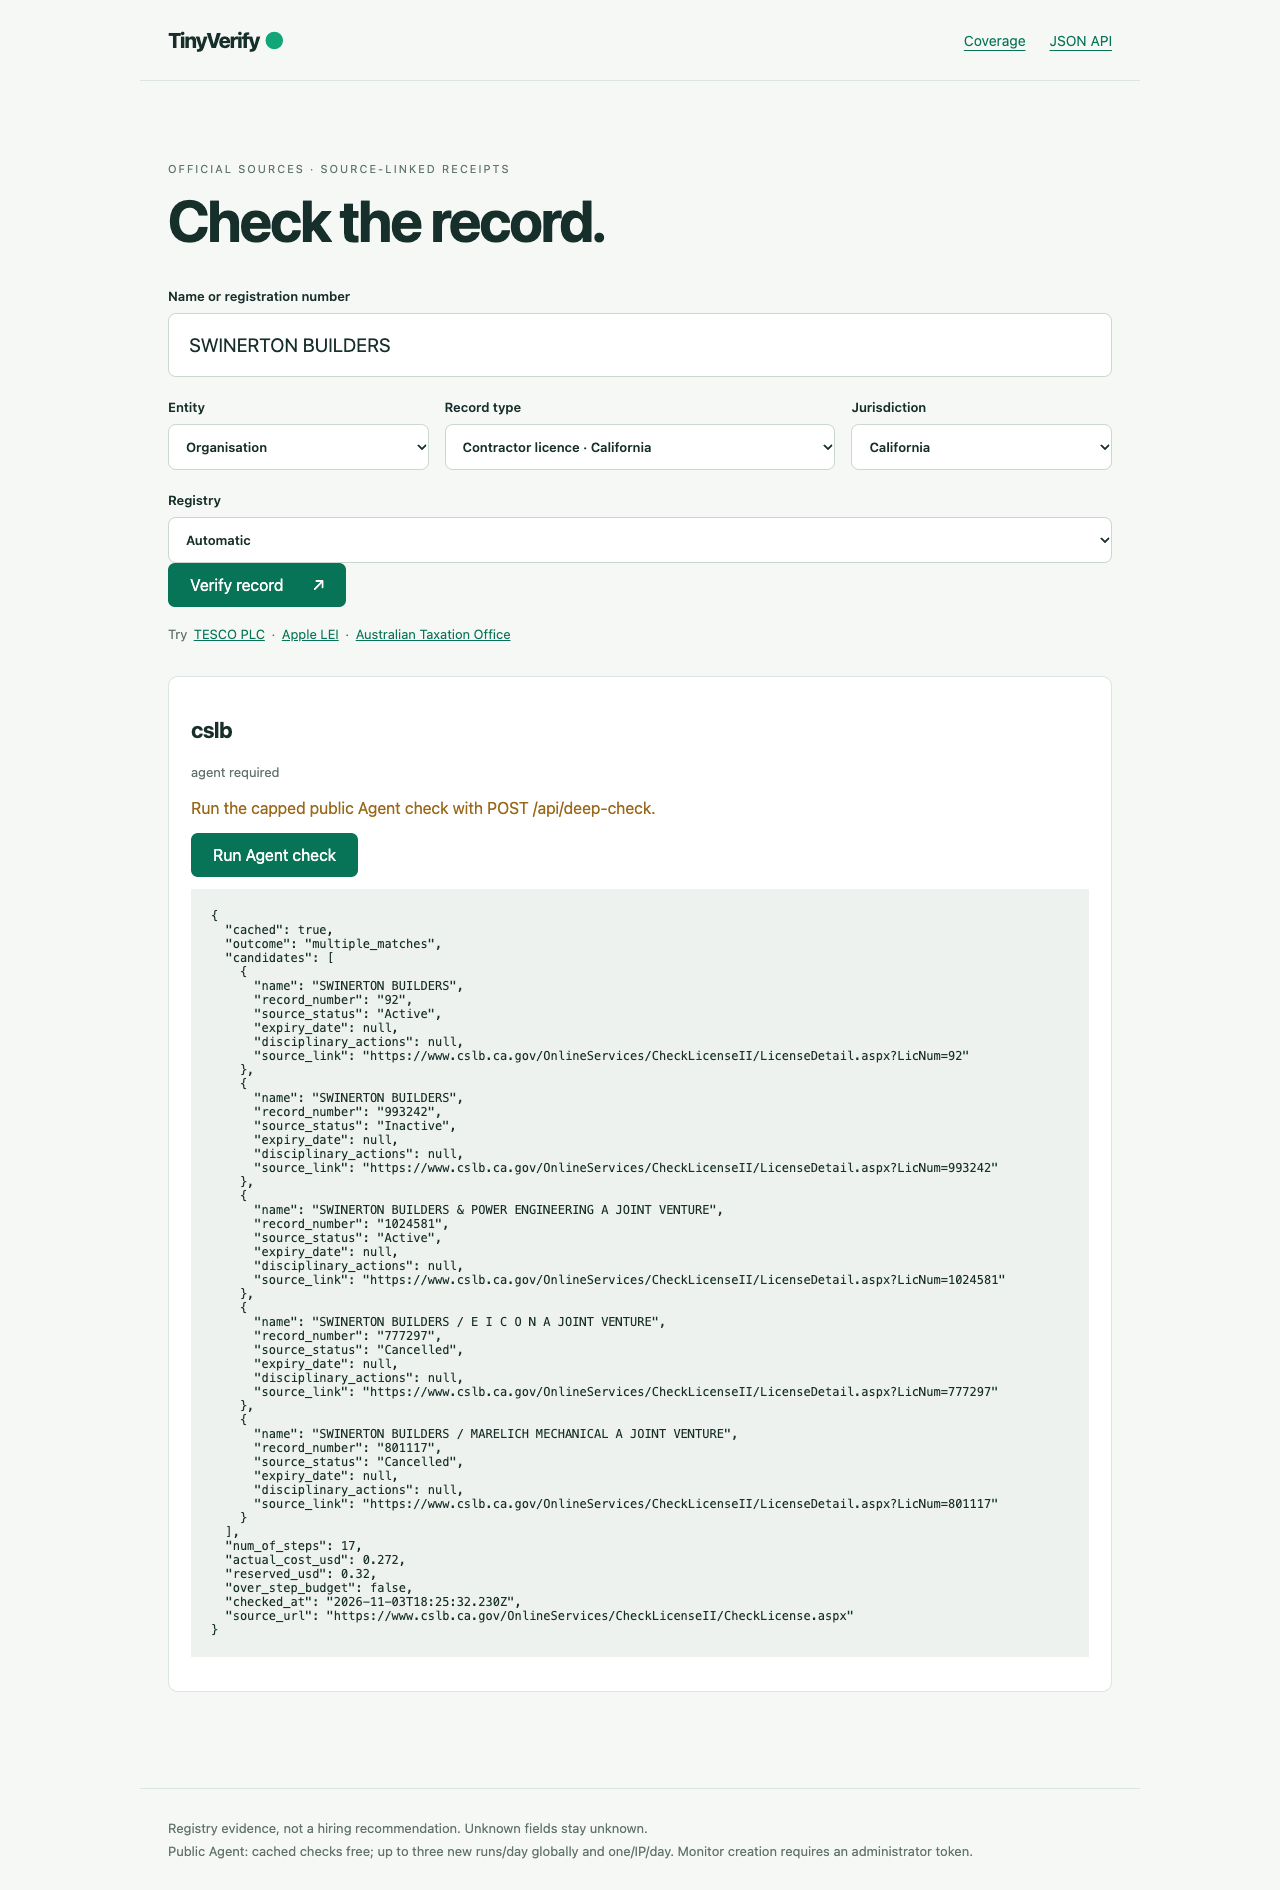 TinyVerify
Coverage JSON API
OFFICIAL SOURCES · SOURCE-LINKED RECEIPTS
Check the record.
Name or registration number
SWINERTON BUILDERS
Entity Record type Jurisdiction
Organisation Contractor licence · California California
Registry
Automatic
Verify record ↗
Try TESCO PLC · Apple LEI · Australian Taxation Office
cslb
agent required
Run the capped public Agent check with POST /api/deep-check.
Run Agent check
{
  "cached": true,
  "outcome": "multiple_matches",
  "candidates": [
    {
      "name": "SWINERTON BUILDERS",
      "record_number": "92",
      "source_status": "Active",
      "expiry_date": null,
      "disciplinary_actions": null,
      "source_link": "https://www.cslb.ca.gov/OnlineServices/CheckLicenseII/LicenseDetail.aspx?LicNum=92"
    },
    {
      "name": "SWINERTON BUILDERS",
      "record_number": "993242",
      "source_status": "Inactive",
      "expiry_date": null,
      "disciplinary_actions": null,
      "source_link": "https://www.cslb.ca.gov/OnlineServices/CheckLicenseII/LicenseDetail.aspx?LicNum=993242"
    },
    {
      "name": "SWINERTON BUILDERS & POWER ENGINEERING A JOINT VENTURE",
      "record_number": "1024581",
      "source_status": "Active",
      "expiry_date": null,
      "disciplinary_actions": null,
      "source_link": "https://www.cslb.ca.gov/OnlineServices/CheckLicenseII/LicenseDetail.aspx?LicNum=1024581"
    },
    {
      "name": "SWINERTON BUILDERS / E I C O N A JOINT VENTURE",
      "record_number": "777297",
      "source_status": "Cancelled",
      "expiry_date": null,
      "disciplinary_actions": null,
      "source_link": "https://www.cslb.ca.gov/OnlineServices/CheckLicenseII/LicenseDetail.aspx?LicNum=777297"
    },
    {
      "name": "SWINERTON BUILDERS / MARELICH MECHANICAL A JOINT VENTURE",
      "record_number": "801117",
      "source_status": "Cancelled",
      "expiry_date": null,
      "disciplinary_actions": null,
      "source_link": "https://www.cslb.ca.gov/OnlineServices/CheckLicenseII/LicenseDetail.aspx?LicNum=801117"
    }
  ],
  "num_of_steps": 17,
  "actual_cost_usd": 0.272,
  "reserved_usd": 0.32,
  "over_step_budget": false,
  "checked_at": "2026-11-03T18:25:32.230Z",
  "source_url": "https://www.cslb.ca.gov/OnlineServices/CheckLicenseII/CheckLicense.aspx"
}
Registry evidence, not a hiring recommendation. Unknown fields stay unknown.
Public Agent: cached checks free; up to three new runs/day globally and one/IP/day. Monitor creation requires an administrator token.